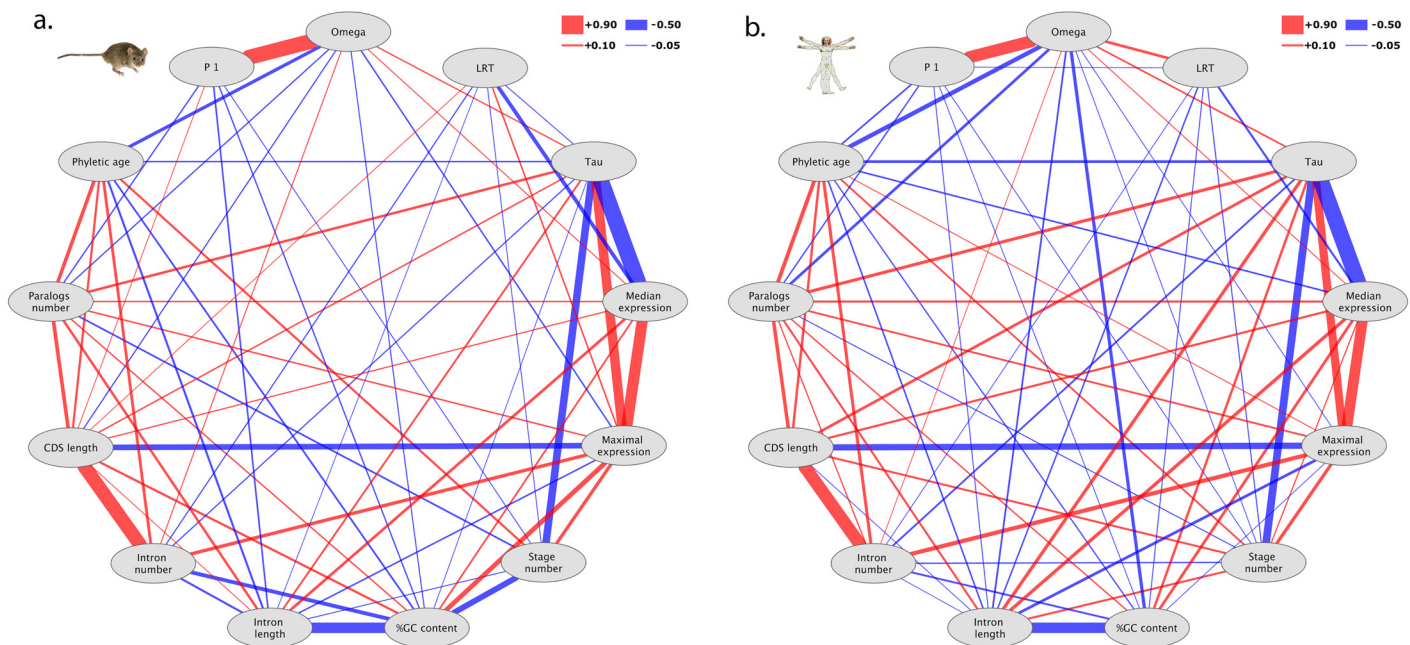 a.
+0.90
-0.50
+0.10
-0.05
Omega
P 1
LRT
Phyletic age
Tau
Paralogs
number
Median
expression
CDS length
Maximal
expression
Intron
number
Stage
number
Intron
length
%GC content
b.
+0.90
-0.50
+0.10
-0.05
Omega
P 1
LRT
Phyletic age
Tau
Paralogs
number
Median
expression
CDS length
Maximal
expression
Intron
number
Stage
number
Intron
length
%GC content